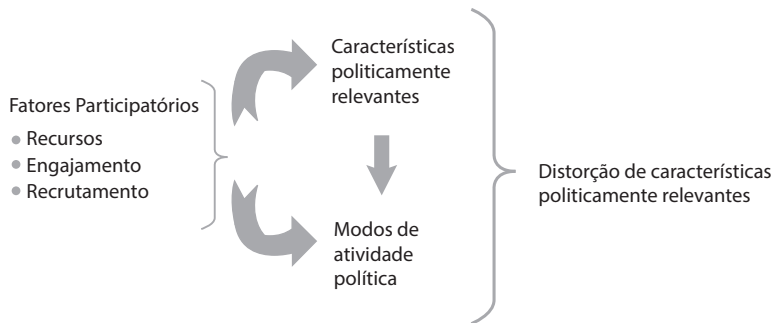 Fatores Participatórios
Recursos
Engajamento
Recrutamento
Características
politicamente
relevantes
Modos de
atividade
política
Distorção de características
politicamente relevantes